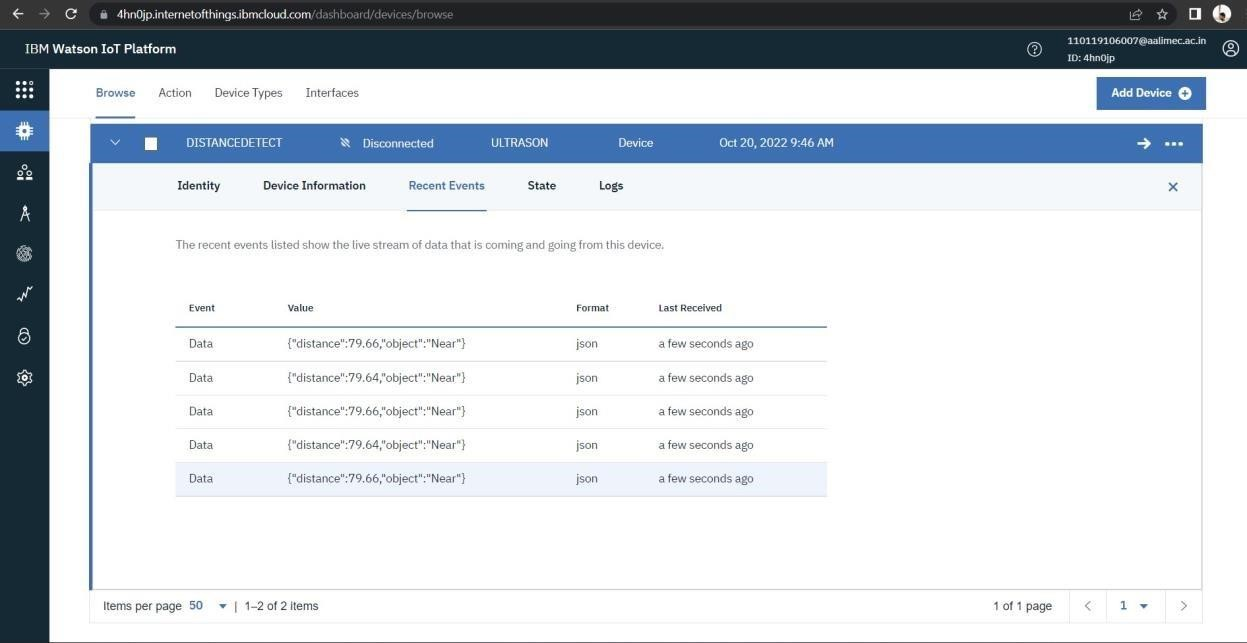 4hn0jp.internetofthings.ibmcloud.com/dashboard/devices/browse
IBM Watson IoT Platform
110119106007@aalimec.ac.in
ID: 4hn0jp
Browse Action Device Types Interfaces
Add Device
DISTANCEDETECT Disconnected ULTRASON Device Oct 20, 2022 9:46 AM
Identity Device Information Recent Events State Logs
The recent events listed show the live stream of data that is coming and going from this device.
Event Value Format Last Received
Data {"distance":79.66,"object":"Near"} json a few seconds ago
Data {"distance":79.64,"object":"Near"} json a few seconds ago
Data {"distance":79.66,"object":"Near"} json a few seconds ago
Data {"distance":79.64,"object":"Near"} json a few seconds ago
Data {"distance":79.66,"object":"Near"} json a few seconds ago
Items per page 50 | 1–2 of 2 items 1 of 1 page 1